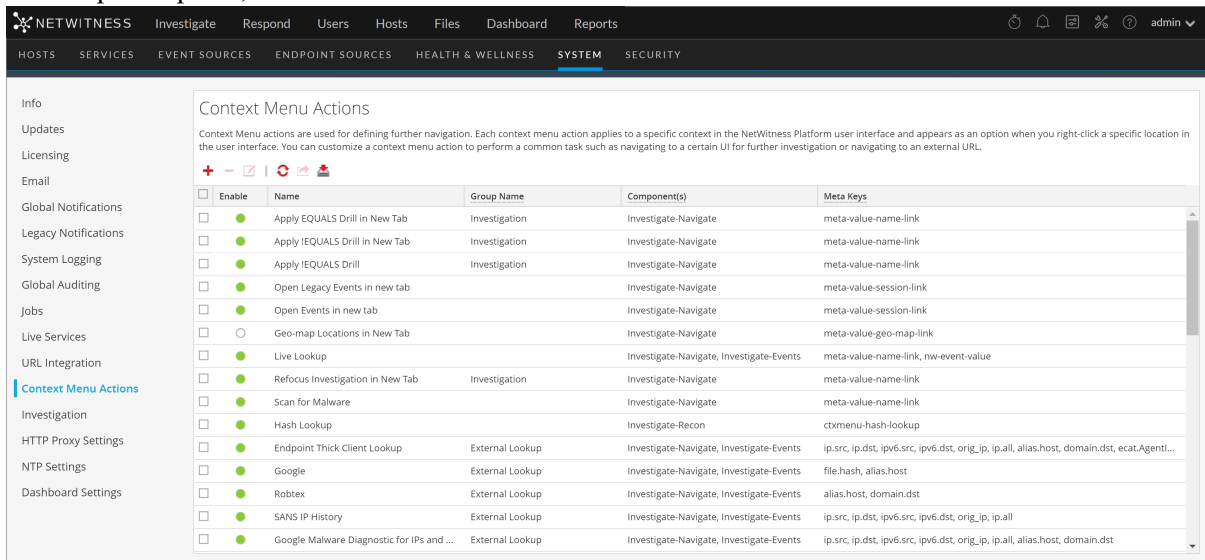 NETWITNESS Investigate Respond Users Hosts Files Dashboard Reports admin
HOSTS SERVICES EVENT SOURCES ENDPOINT SOURCES HEALTH & WELLNESS SYSTEM SECURITY
Info
Updates
Licensing
Email
Global Notifications
Legacy Notifications
System Logging
Global Auditing
Jobs
Live Services
URL Integration
Context Menu Actions
Investigation
HTTP Proxy Settings
NTP Settings
Dashboard Settings
Context Menu Actions
Context Menu actions are used for defining further navigation. Each context menu action applies to a specific context in the NetWitness Platform user interface and appears as an option when you right-click a specific location in
the user interface. You can customize a context menu action to perform a common task such as navigating to a certain UI for further investigation or navigating to an external URL.
Enable Name Group Name Component(s) Meta Keys
Apply EQUALS Drill in New Tab Investigation Investigate-Navigate meta-value-name-link
Apply !EQUALS Drill in New Tab Investigation Investigate-Navigate meta-value-name-link
Apply !EQUALS Drill Investigation Investigate-Navigate meta-value-name-link
Open Legacy Events in new tab Investigate-Navigate meta-value-session-link
Open Events in new tab Investigate-Navigate meta-value-session-link
Geo-map Locations in New Tab Investigate-Navigate meta-value-geo-map-link
Live Lookup Investigate-Navigate, Investigate-Events meta-value-name-link, nw-event-value
Refocus Investigation in New Tab Investigation Investigate-Navigate meta-value-name-link
Scan for Malware Investigate-Navigate meta-value-name-link
Hash Lookup Investigate-Recon ctxmenu-hash-lookup
Endpoint Thick Client Lookup External Lookup Investigate-Navigate, Investigate-Events ip.src, ip.dst, ipv6.src, ipv6.dst, orig_ip, ip.all, alias.host, domain.dst, ecat.AgentI...
Google External Lookup Investigate-Navigate, Investigate-Events file.hash, alias.host
Robtex External Lookup Investigate-Navigate, Investigate-Events alias.host, domain.dst
SANS IP History External Lookup Investigate-Navigate, Investigate-Events ip.src, ip.dst, ipv6.src, ipv6.dst, orig_ip, ip.all
Google Malware Diagnostic for IPs and ... External Lookup Investigate-Navigate, Investigate-Events ip.src, ip.dst, ipv6.src, ipv6.dst, orig_ip, ip.all, alias.host, domain.dst